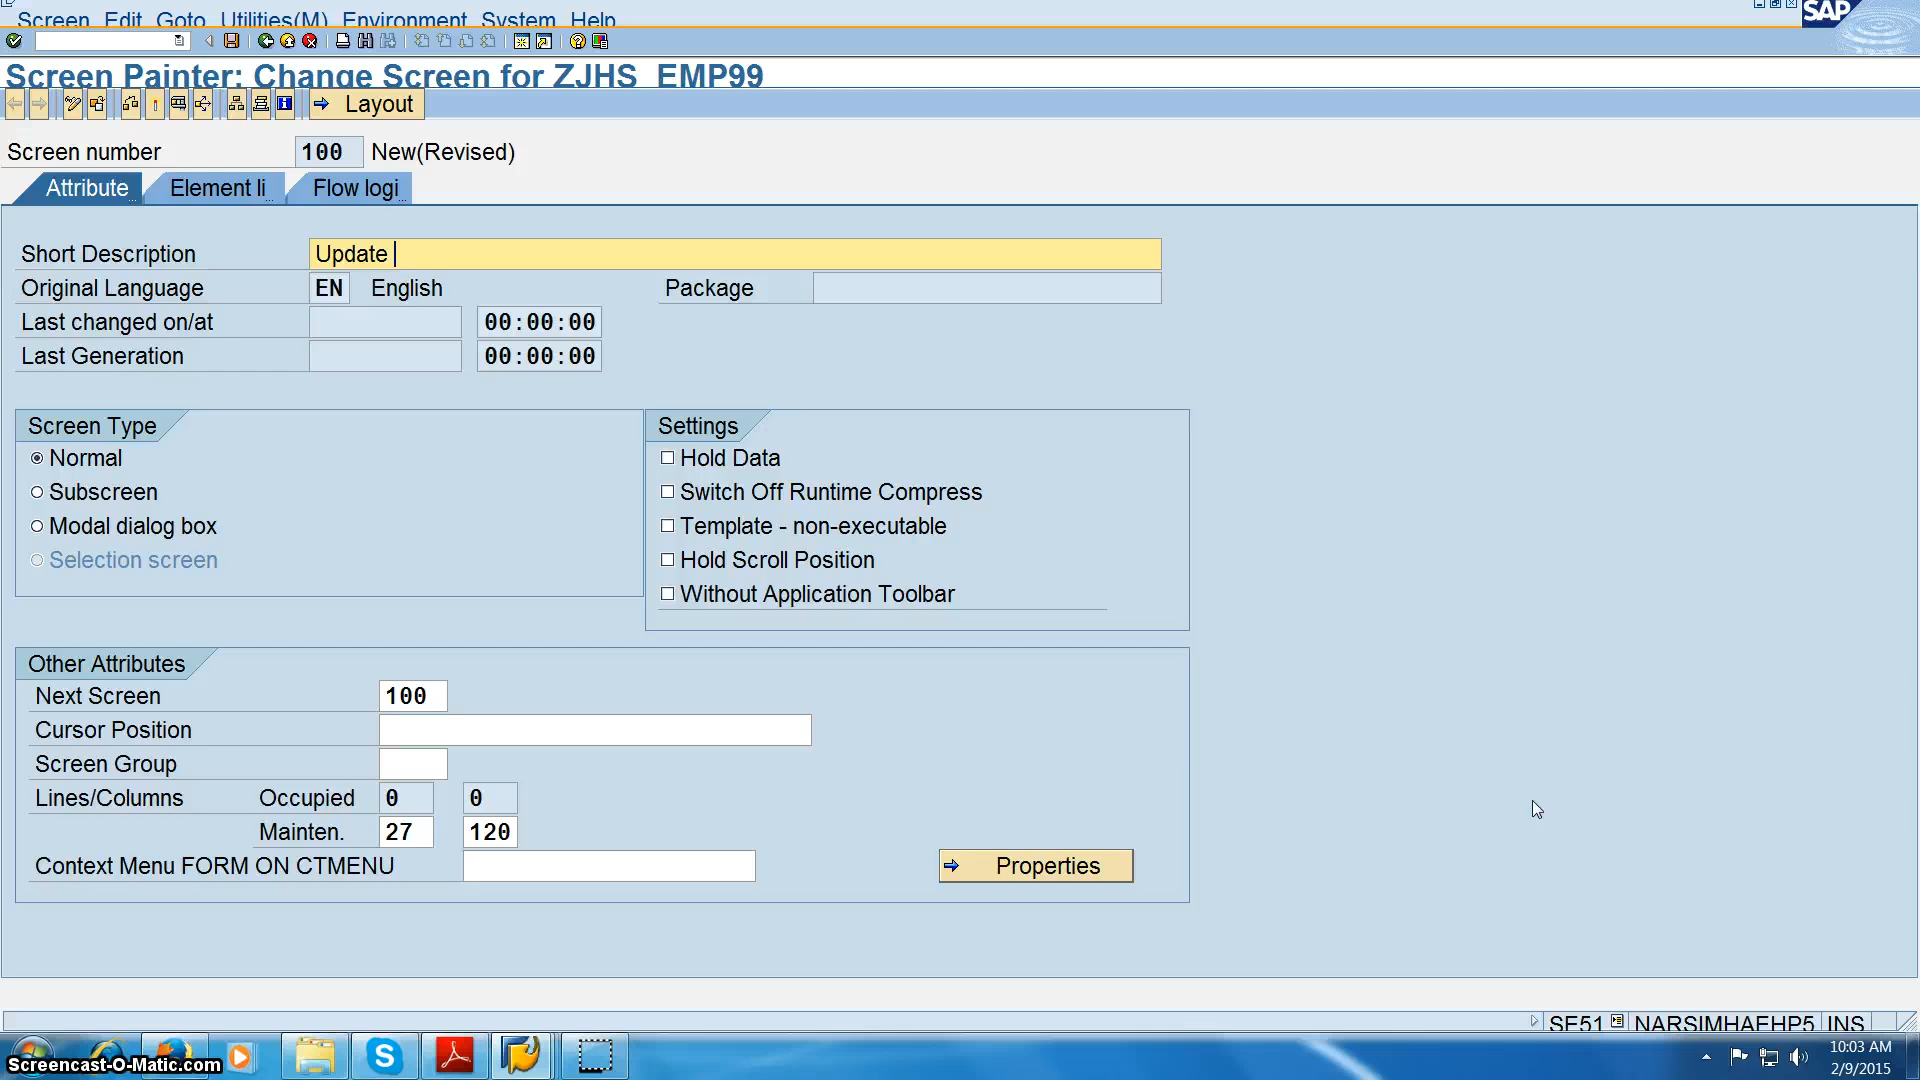 Screen Edit Goto Utilities(M) Environment System Help
SAP
Screen Painter: Change Screen for ZJHS_EMP99
Layout
Screen number 100 New(Revised)
Attribute Element li Flow logi
Short Description Update
Original Language EN English Package
Last changed on/at 00:00:00
Last Generation 00:00:00
Screen Type Settings
Normal Hold Data
Subscreen Switch Off Runtime Compress
Modal dialog box Template - non-executable
Selection screen Hold Scroll Position
Without Application Toolbar
Other Attributes
Next Screen 100
Cursor Position
Screen Group
Lines/Columns Occupied 0 0
Mainten. 27 120
Context Menu FORM ON CTMENU Properties
SE51 NARSIMHAEHP5 INS
Screencast-O-Matic.com
10:03 AM
2/9/2015